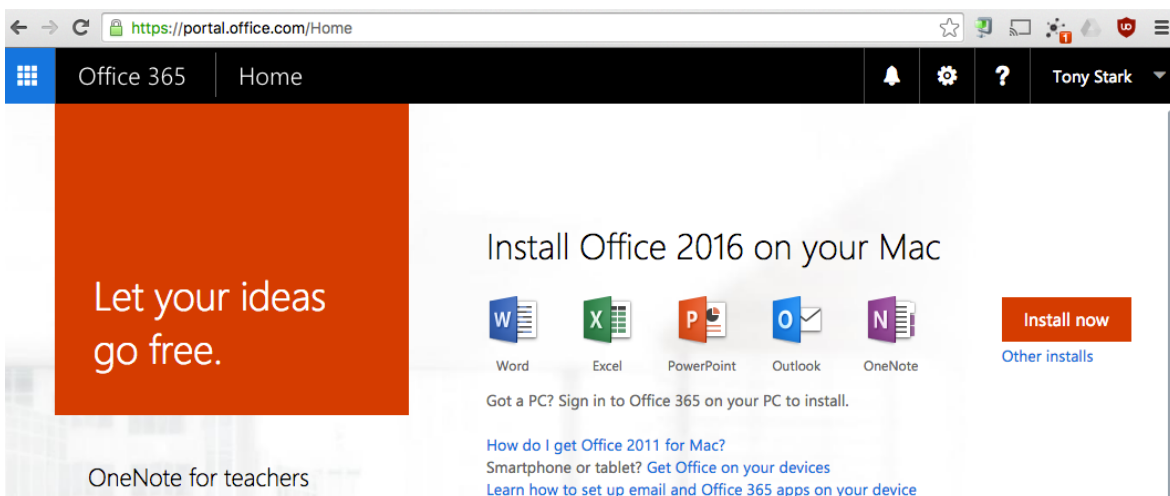 https://portal.office.com/Home
Office 365 Home ? Tony Stark
Let your ideas
go free.
OneNote for teachers
Install Office 2016 on your Mac
W X P O N
Word Excel PowerPoint Outlook OneNote
Install now
Other installs
Got a PC? Sign in to Office 365 on your PC to install.
How do I get Office 2011 for Mac?
Smartphone or tablet? Get Office on your devices
Learn how to set up email and Office 365 apps on your device